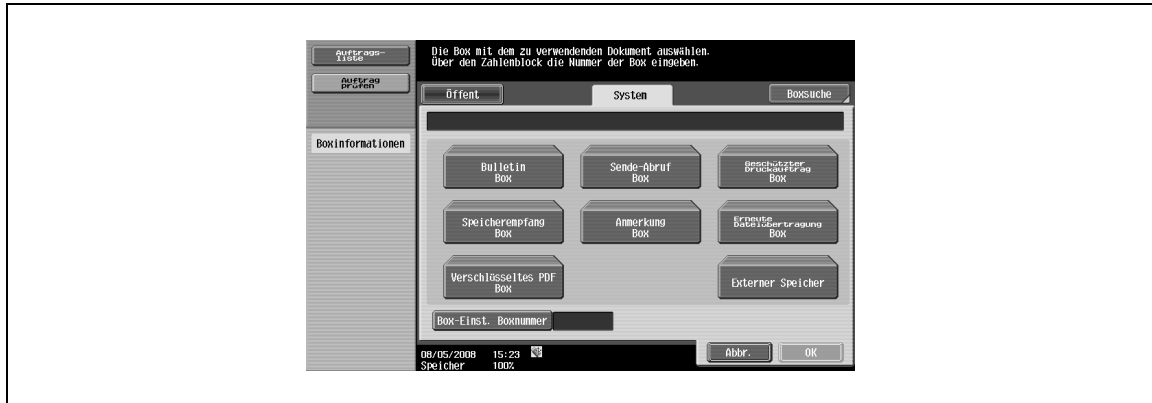 Auftrags-
liste
Auftrag
prüfen
Boxinformationen
Die Box mit dem zu verwendenden Dokument auswählen.
Über den Zahlenblock die Nummer der Box eingeben.
Öffent
System
Boxsuche
Bulletin
Box
Sende-Abruf
Box
Geschützter
Druckauftrag
Box
Speicherempfang
Box
Anmerkung
Box
Erneute
Dateiübertragung
Box
Verschlüsseltes PDF
Box
Externer Speicher
Box-Einst. Boxnummer
08/05/2008 15:23
Speicher 100%
Abbr.
OK